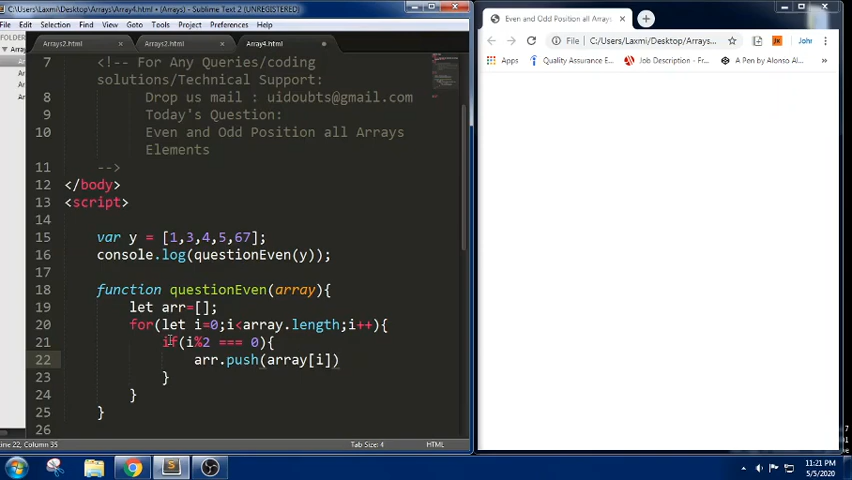 C:\Users\Laxmi\Desktop\Arrays\Array4.html • (Arrays) - Sublime Text 2 (UNREGISTERED)
File Edit Selection Find View Goto Tools Project Preferences Help
Arrays2.html × Arrays3.html × Array4.html •
7 <!-- For Any Queries/coding
solutions/Technical Support:
8 Drop us mail : uidoubts@gmail.com
9 Today's Question:
10 Even and Odd Position all Arrays
Elements
11 -->
12 </body>
13 <script>
14
15 var y = [1,3,4,5,67];
16 console.log(questionEven(y));
17
18 function questionEven(array){
19 let arr=[];
20 for(let i=0;i<array.length;i++){
21 if(i%2 === 0){
22 arr.push(array[i])
23 }
24 }
25 }
26
Line 22, Column 35 Tab Size: 4 HTML
Even and Odd Position all Arrays ×
File | C:/Users/Laxmi/Desktop/Arrays... John
Apps Quality Assurance E... Job Description - Fr... A Pen by Alonso Al... »
11:21 PM
5/5/2020